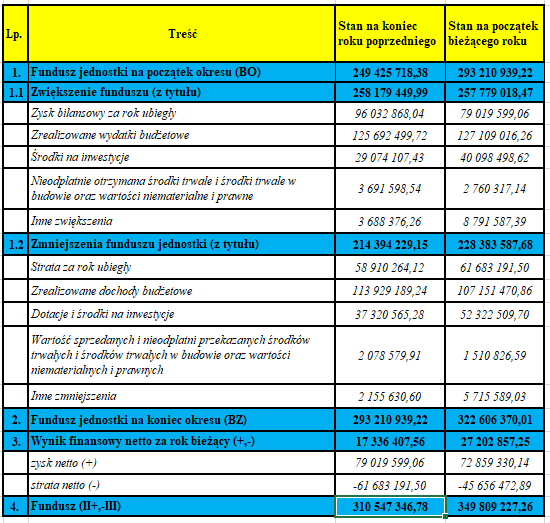 Lp. Treść Stan na koniec roku poprzedniego Stan na początek bieżącego roku
1. Fundusz jednostki na początek okresu (BO) 249 425 718,38 293 210 939,22
1.1 Zwiększenie funduszu (z tytułu) 258 179 449,99 257 779 018,47
Zysk bilansowy za rok ubiegły 96 032 868,04 79 019 599,06
Zrealizowane wydatki budżetowe 125 692 499,72 127 109 016,26
Środki na inwestycje 29 074 107,43 40 098 498,62
Nieodpłatnie otrzymana środki trwałe i środki trwałe w
budowie oraz wartości niematerialne i prawne 3 691 598,54 2 760 317,14
Inne zwiększenia 3 688 376,26 8 791 587,39
1.2 Zmniejszenia funduszu jednostki (z tytułu) 214 394 229,15 228 383 587,68
Strata za rok ubiegły 58 910 264,12 61 683 191,50
Zrealizowane dochody budżetowe 113 929 189,24 107 151 470,86
Dotacje i środki na inwestycje 37 320 565,28 52 322 509,70
Wartość sprzedanych i nieodpłatni przekazanych środków
trwałych i środków trwałych w budowie oraz wartości
niematerialnych i prawnych 2 078 579,91 1 510 826,59
Inne zmniejszenia 2 155 630,60 5 715 589,03
2. Fundusz jednostki na koniec okresu (BZ) 293 210 939,22 322 606 370,01
3. Wynik finansowy netto za rok bieżący (+,-) 17 336 407,56 27 202 857,25
zysk netto (+) 79 019 599,06 72 859 330,14
strata netto (-) -61 683 191,50 -45 656 472,89
4. Fundusz (II+,-III) 310 547 346,78 349 809 227,26